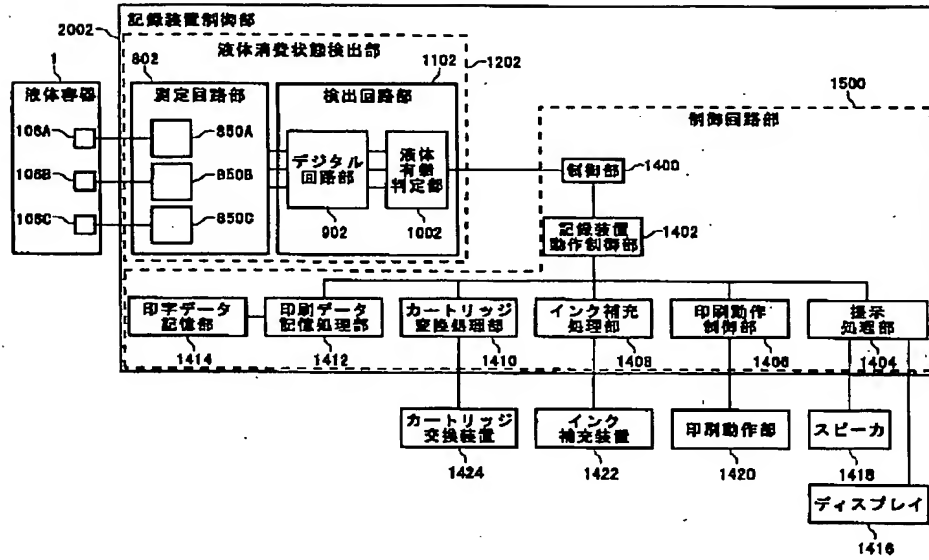 記録装置制御部
2002
液体消費状態検出部
802
1102
1202
1
液体容器
測定回路部
検出回路部
1500
制御回路部
106A
850A
デジタル
回路部
液体
有無
判定部
制御部
1400
106B
850B
106C
850C
902
1002
記録装置
動作制御部
1402
印字データ
記憶部
印刷データ
記憶処理部
カートリッジ
交換処理部
インク補充
処理部
印刷動作
制御部
提示
処理部
1414
1412
1410
1408
1406
1404
カートリッジ
交換装置
インク
補充装置
印刷動作部
スピーカ
1424
1422
1420
1418
ディスプレイ
1416